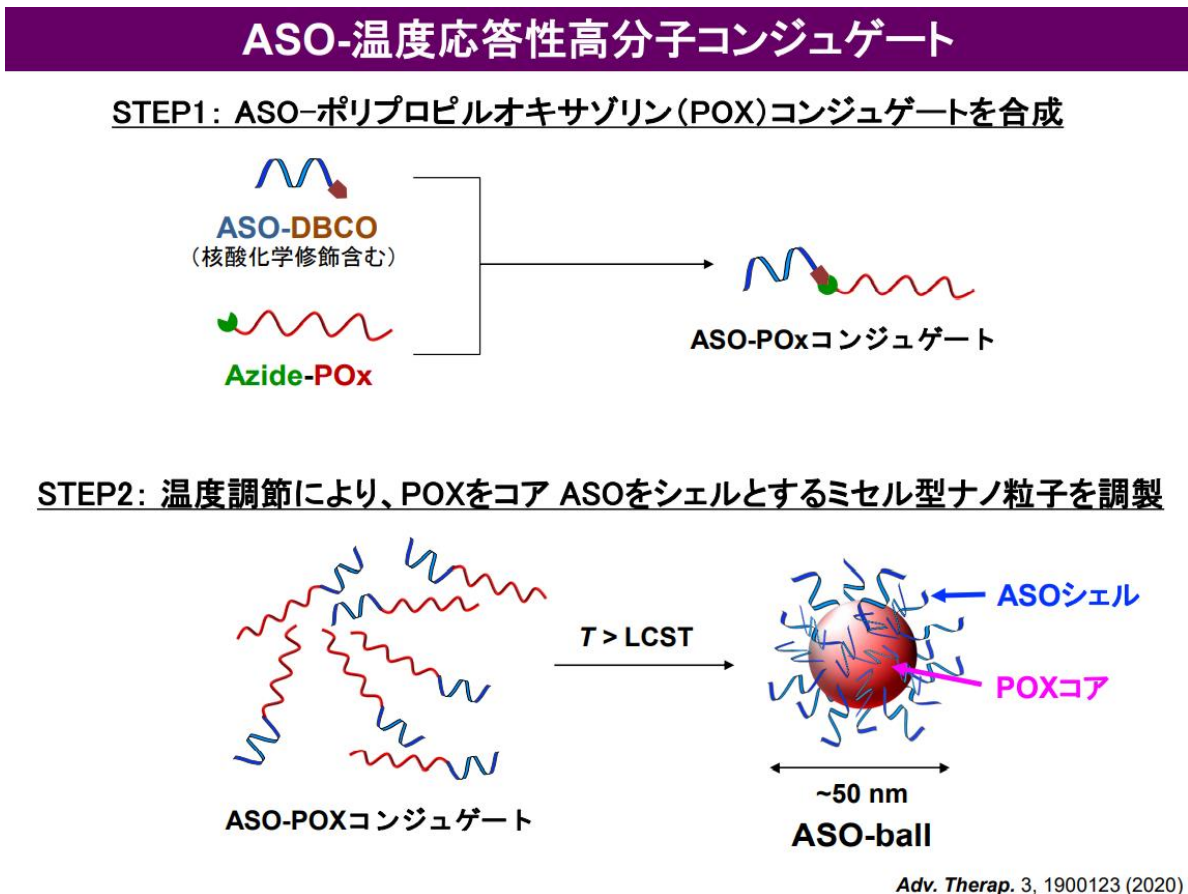 ASO-温度応答性高分子コンジュゲート
STEP1: ASO-ポリプロピルオキサゾリン(POX)コンジュゲートを合成
ASO-DBCO
(核酸化学修飾含む)
Azide-POx
ASO-POxコンジュゲート
STEP2: 温度調節により、POXをコア ASOをシェルとするミセル型ナノ粒子を調製
ASO-POXコンジュゲート
T > LCST
ASOシェル
POXコア
~50 nm
ASO-ball
Adv. Therap. 3, 1900123 (2020)